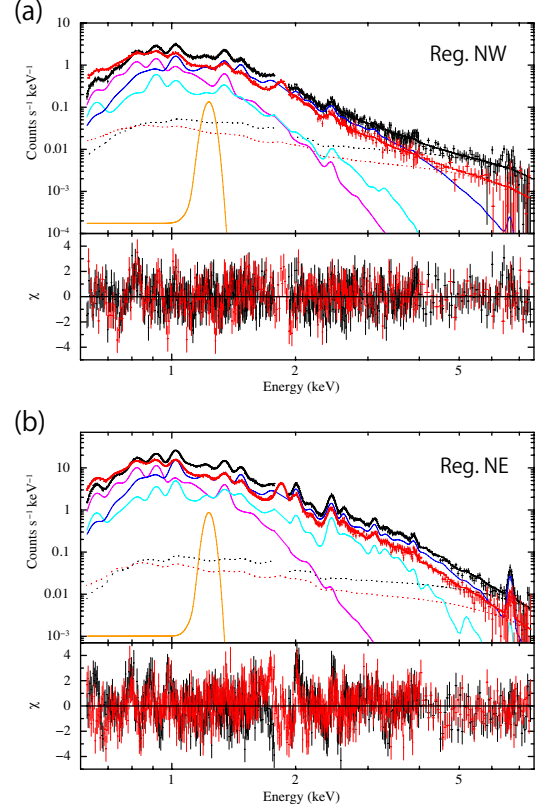 (a)
Reg. NW
Counts s⁻¹ keV⁻¹
10
1
0.1
0.01
10⁻³
10⁻⁴
χ
4
2
0
−2
−4
1 2 5
Energy (keV)
(b)
Reg. NE
Counts s⁻¹ keV⁻¹
10
1
0.1
0.01
10⁻³
χ
4
2
0
−2
−4
1 2 5
Energy (keV)